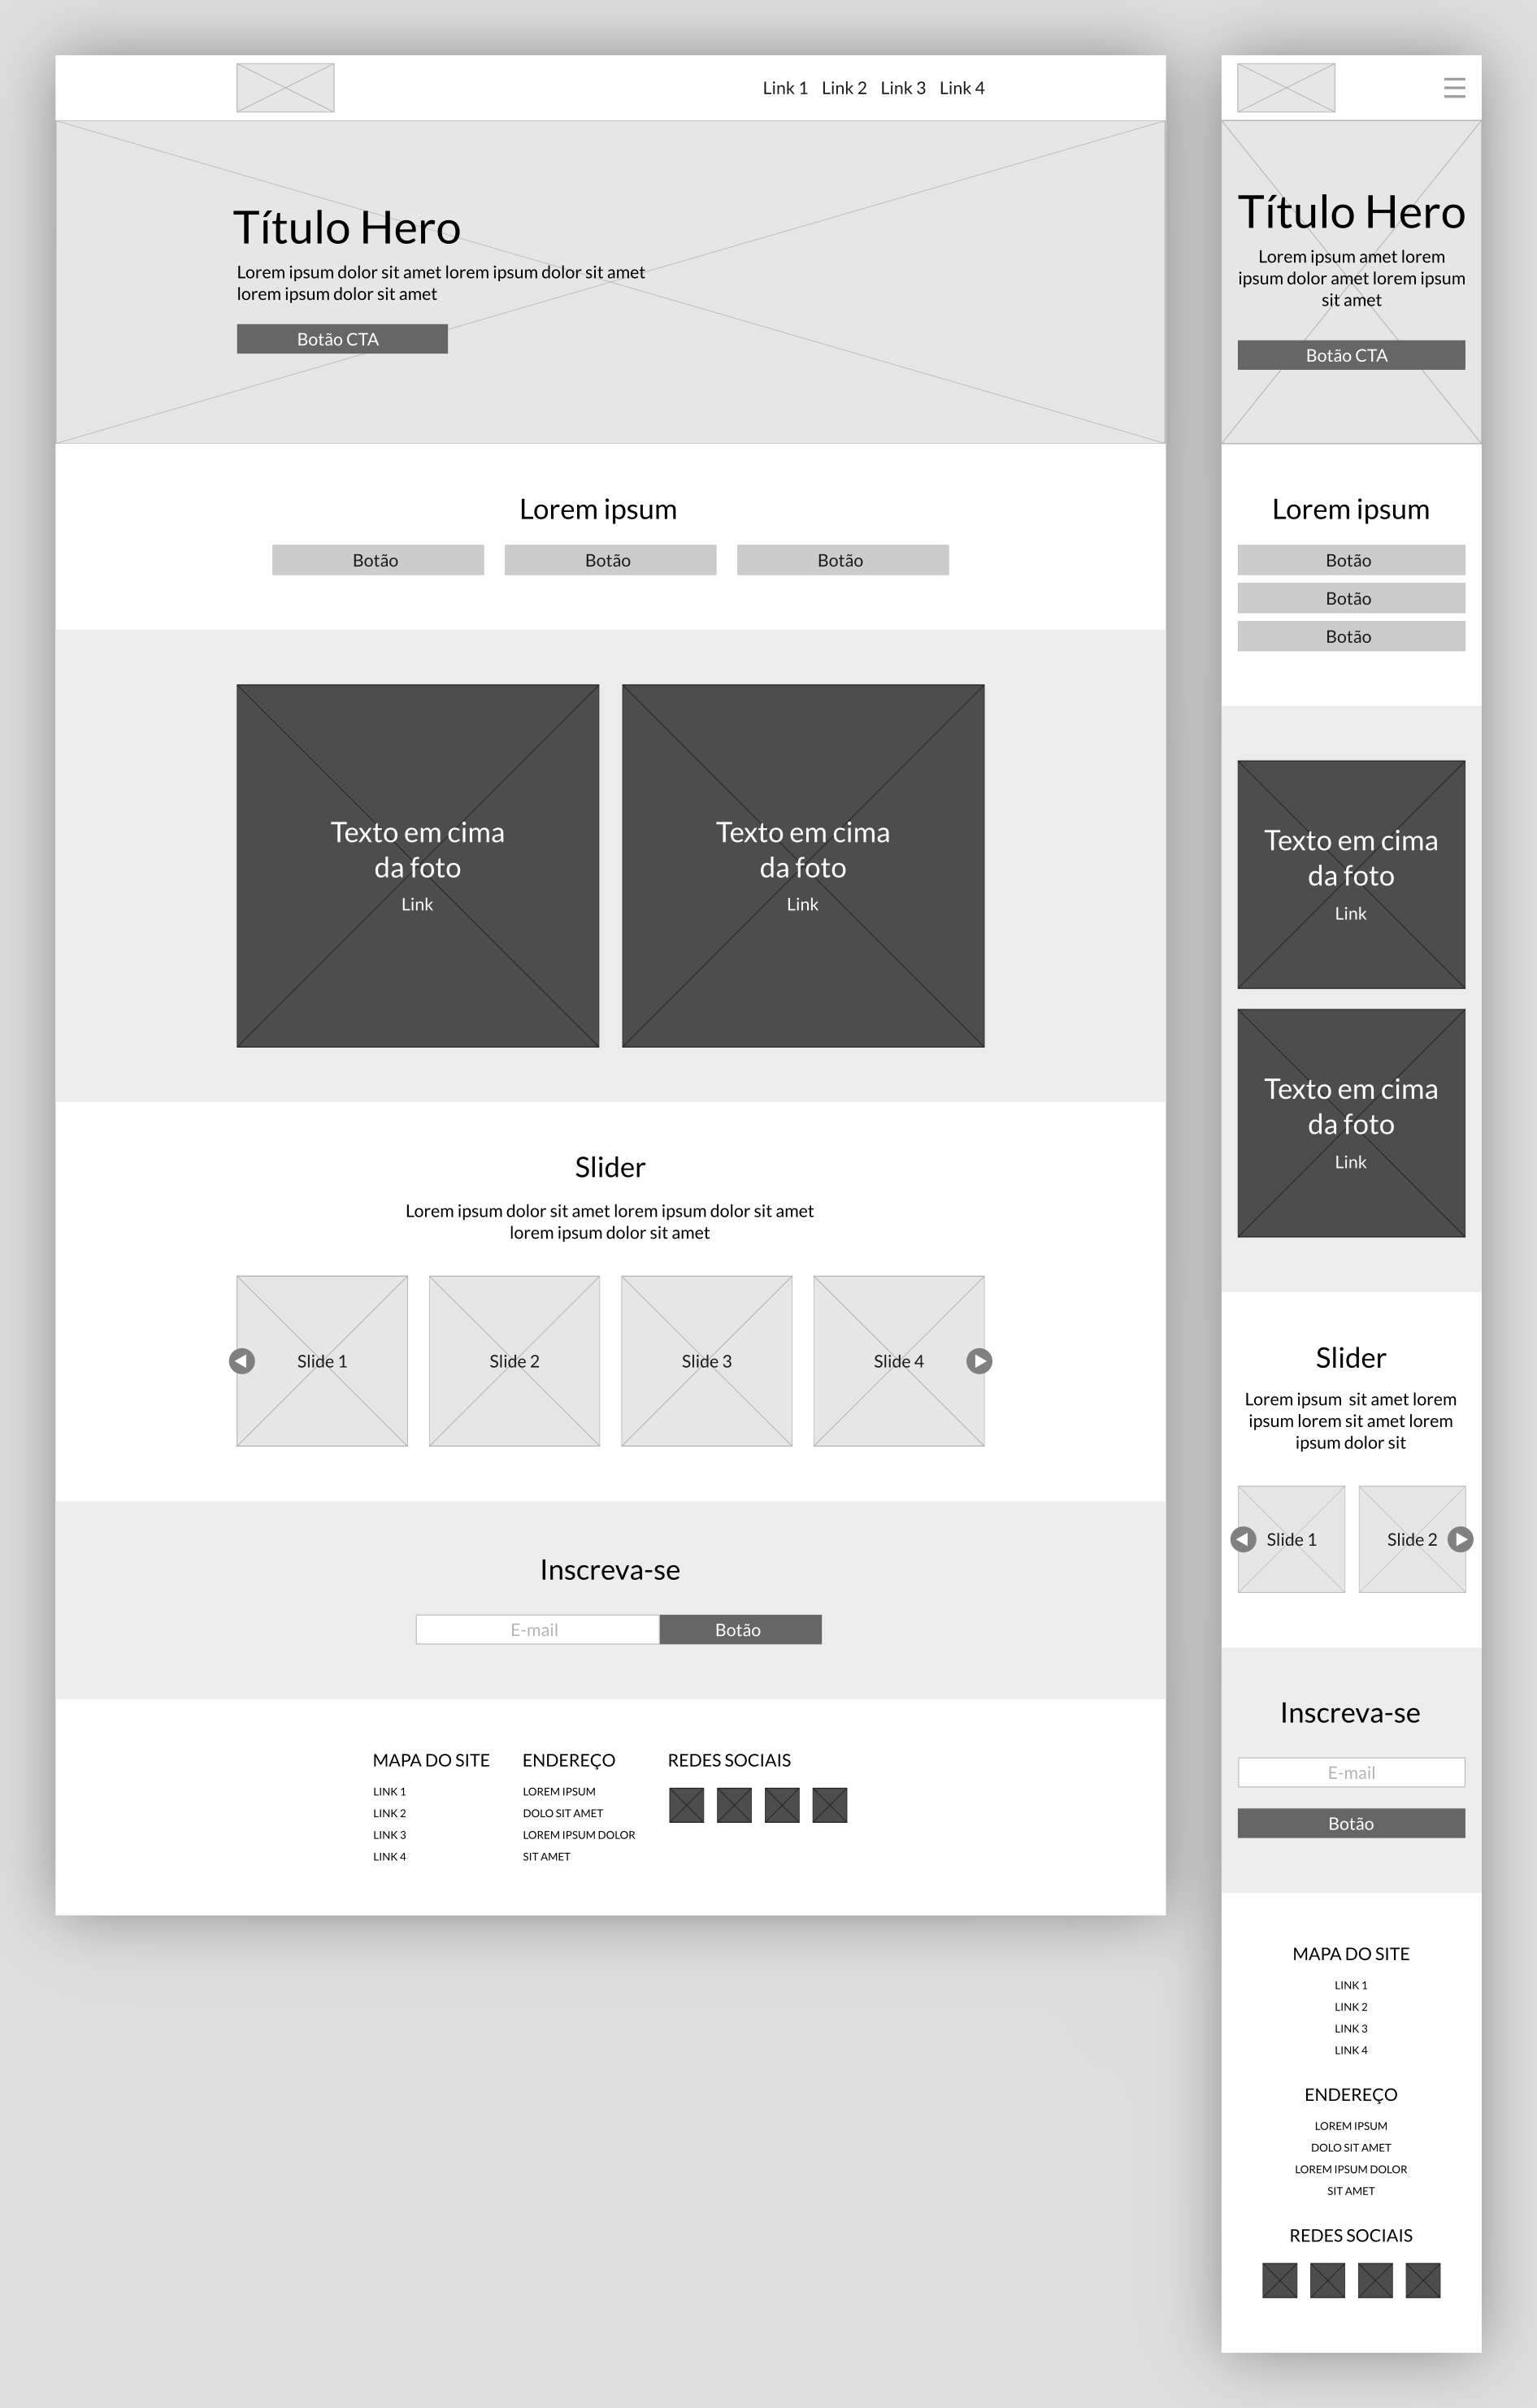 Link 1 Link 2 Link 3 Link 4
Título Hero
Lorem ipsum dolor sit amet lorem ipsum dolor sit amet
lorem ipsum dolor sit amet
Botão CTA
Lorem ipsum
Botão Botão Botão
Texto em cima
da foto
Link
Texto em cima
da foto
Link
Slider
Lorem ipsum dolor sit amet lorem ipsum dolor sit amet
lorem ipsum dolor sit amet
Slide 1 Slide 2 Slide 3 Slide 4
Inscreva-se
E-mail Botão
MAPA DO SITE
LINK 1
LINK 2
LINK 3
LINK 4
ENDEREÇO
LOREM IPSUM
DOLO SIT AMET
LOREM IPSUM DOLOR
SIT AMET
REDES SOCIAIS
Título Hero
Lorem ipsum amet lorem
ipsum dolor amet lorem ipsum
sit amet
Botão CTA
Lorem ipsum
Botão
Botão
Botão
Texto em cima
da foto
Link
Texto em cima
da foto
Link
Slider
Lorem ipsum sit amet lorem
ipsum lorem sit amet lorem
ipsum dolor sit
Slide 1 Slide 2
Inscreva-se
E-mail
Botão
MAPA DO SITE
LINK 1
LINK 2
LINK 3
LINK 4
ENDEREÇO
LOREM IPSUM
DOLO SIT AMET
LOREM IPSUM DOLOR
SIT AMET
REDES SOCIAIS